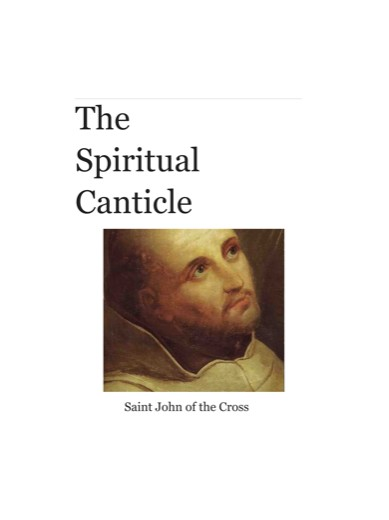 The
Spiritual
Canticle
Saint John of the Cross